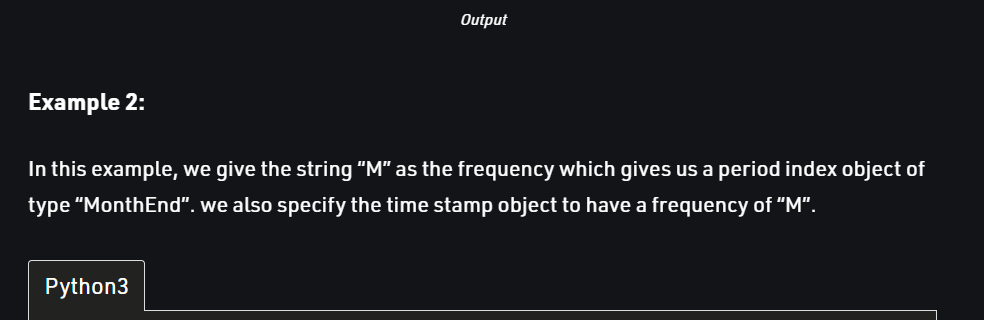 Output
Example 2:
In this example, we give the string “M” as the frequency which gives us a period index object of
type “MonthEnd”. we also specify the time stamp object to have a frequency of “M”.
Python3